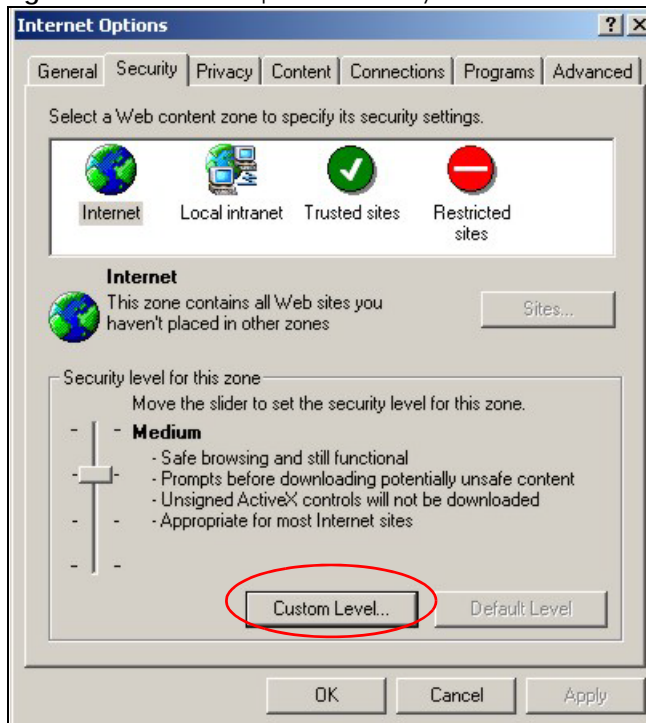 Internet Options
General Security Privacy Content Connections Programs Advanced
Select a Web content zone to specify its security settings.
Internet Local intranet Trusted sites Restricted sites
Internet
This zone contains all Web sites you
haven't placed in other zones
Sites...
Security level for this zone
Move the slider to set the security level for this zone.
Medium
- Safe browsing and still functional
- Prompts before downloading potentially unsafe content
- Unsigned ActiveX controls will not be downloaded
- Appropriate for most Internet sites
Custom Level... Default Level
OK Cancel Apply